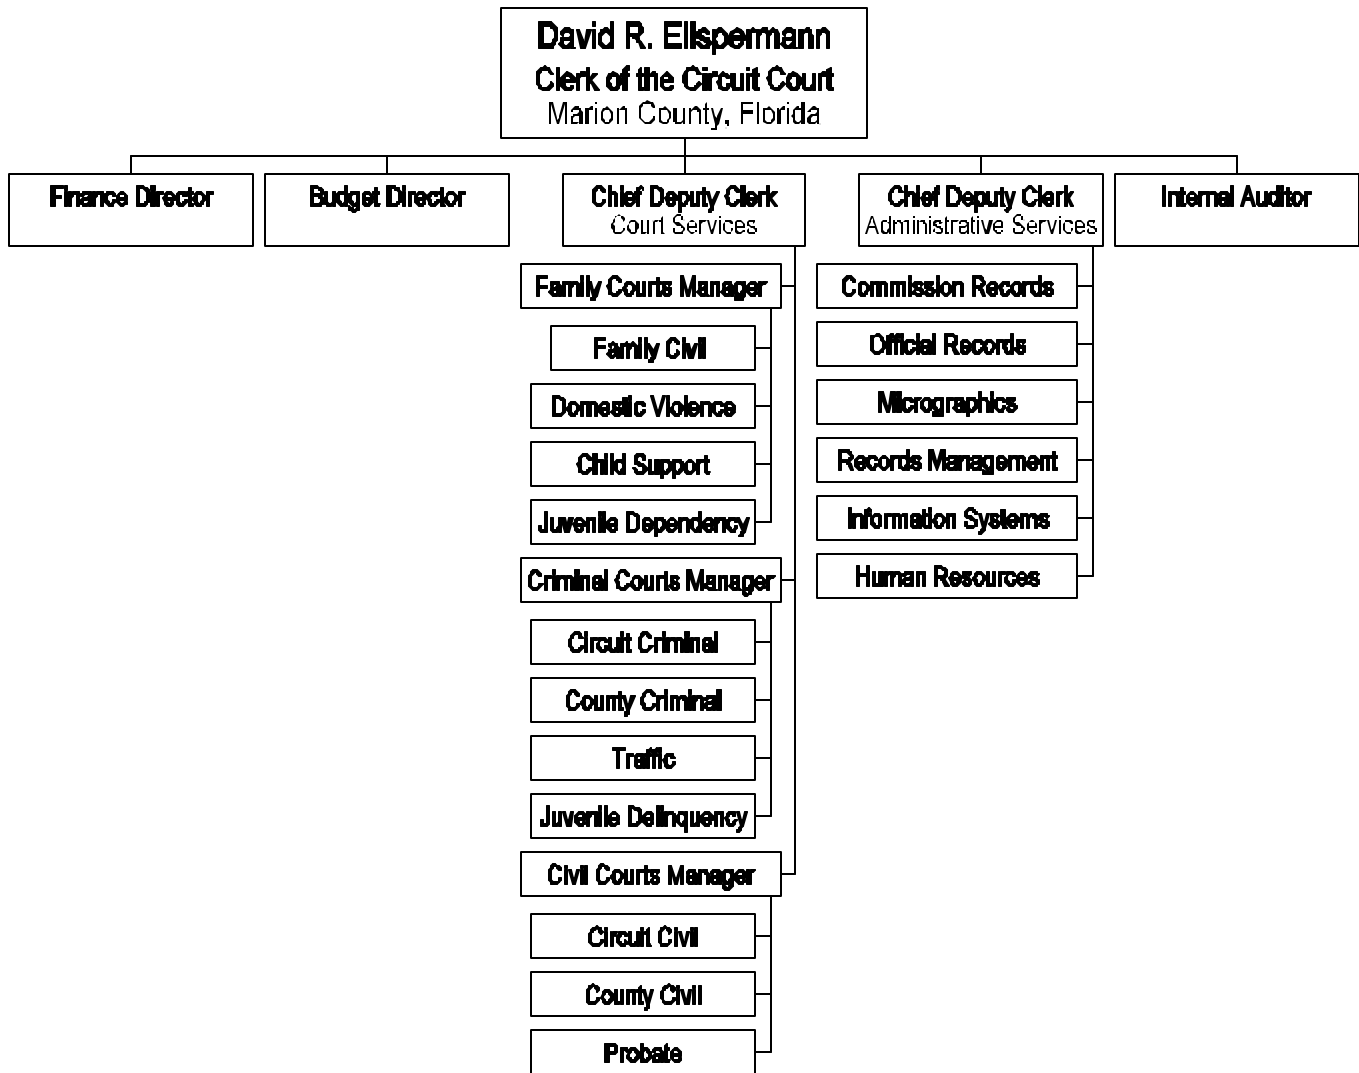 David R. Ellspermann
Clerk of the Circuit Court
Marion County, Florida
Finance Director
Budget Director
Chief Deputy Clerk
Court Services
Chief Deputy Clerk
Administrative Services
Internal Auditor
Family Courts Manager
Family Civil
Domestic Violence
Child Support
Juvenile Dependency
Criminal Courts Manager
Circuit Criminal
County Criminal
Traffic
Juvenile Delinquency
Civil Courts Manager
Circuit Civil
County Civil
Probate
Commission Records
Official Records
Micrographics
Records Management
Information Systems
Human Resources